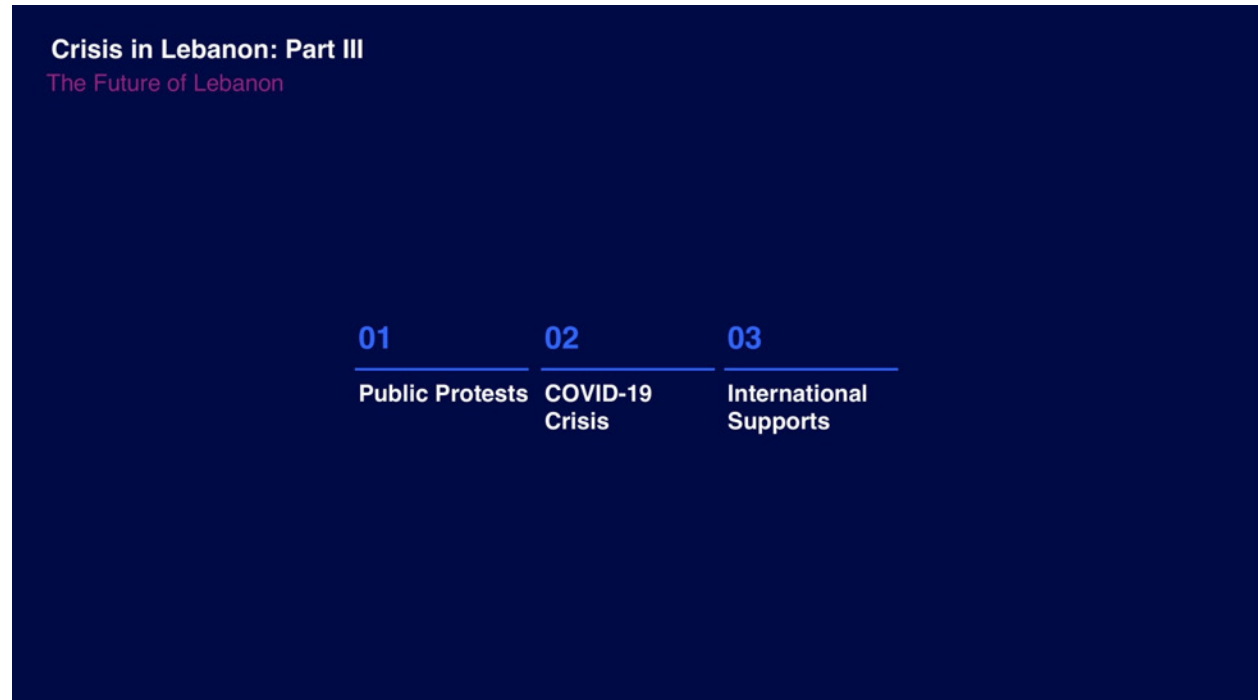 Crisis in Lebanon: Part III
The Future of Lebanon
01
Public Protests
02
COVID-19
Crisis
03
International
Supports